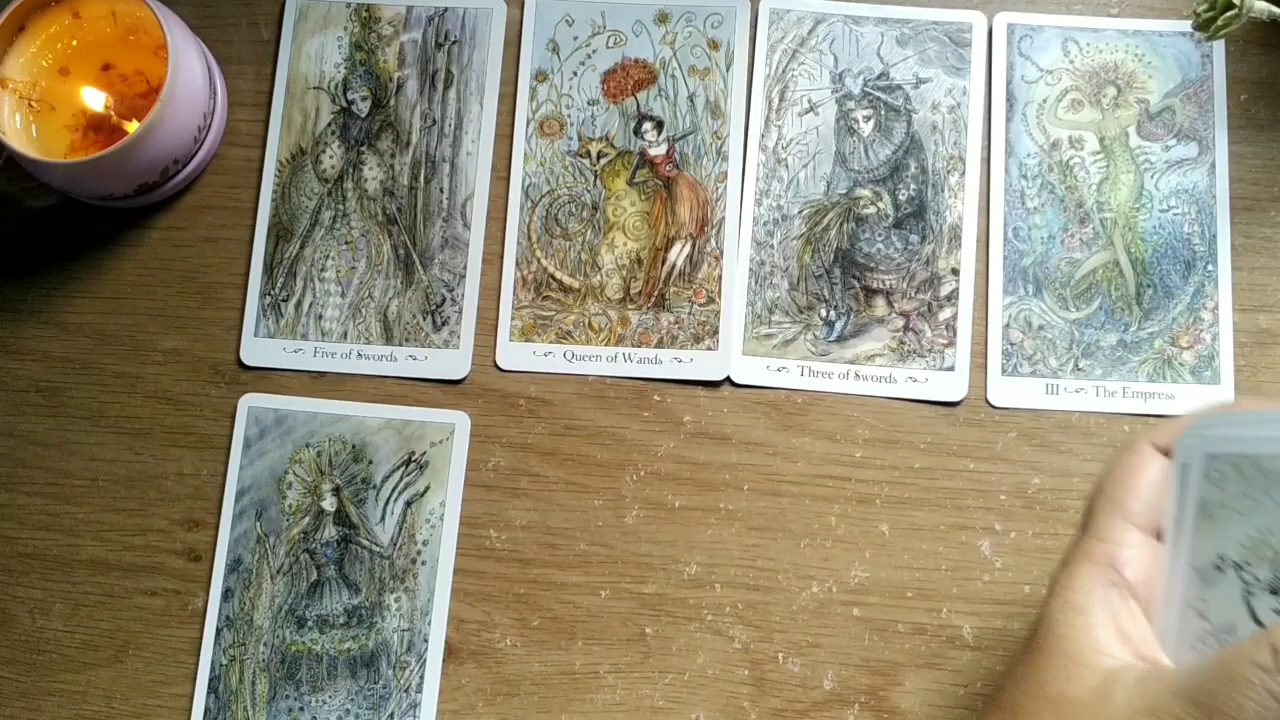 Five of Swords
Queen of Wands
Three of Swords
III The Empress